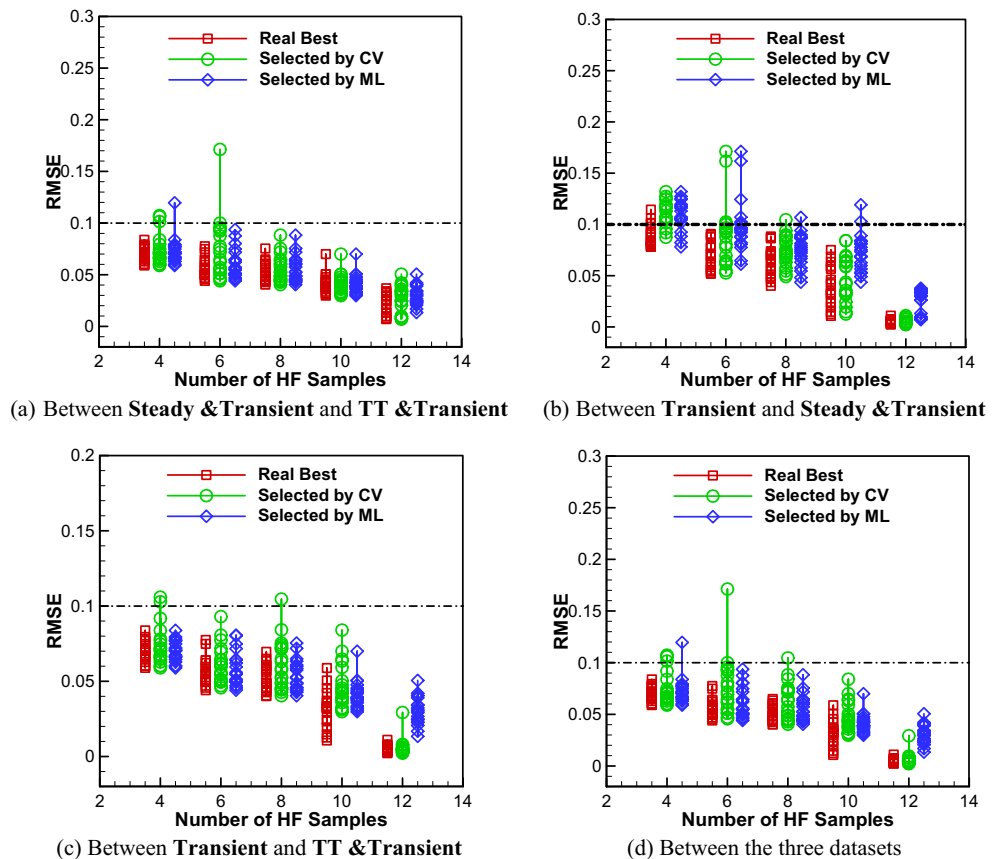 0.3
0.25
0.2
0.15
0.1
0.05
0
RMSE
Real Best
Selected by CV
Selected by ML
2 4 6 8 10 12 14
Number of HF Samples
(a) Between Steady &Transient and TT &Transient
0.3
0.25
0.2
0.15
0.1
0.05
0
RMSE
Real Best
Selected by CV
Selected by ML
2 4 6 8 10 12 14
Number of HF Samples
(b) Between Transient and Steady &Transient
0.2
0.15
0.1
0.05
0
RMSE
Real Best
Selected by CV
Selected by ML
2 4 6 8 10 12 14
Number of HF Samples
(c) Between Transient and TT &Transient
0.3
0.25
0.2
0.15
0.1
0.05
0
RMSE
Real Best
Selected by CV
Selected by ML
2 4 6 8 10 12 14
Number of HF Samples
(d) Between the three datasets